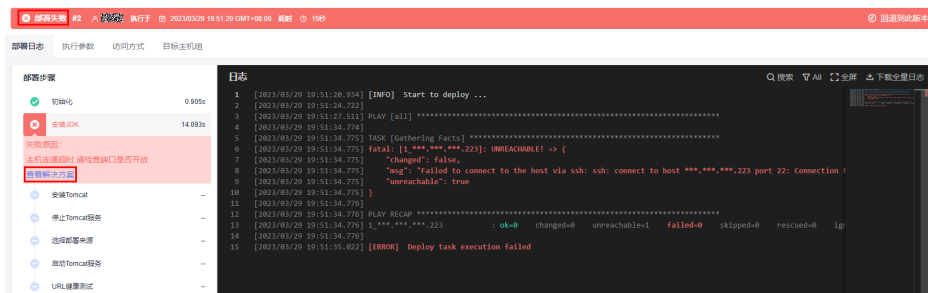 部署失败 #2 执行于 2023/03/29 19:51:20 GMT+08:00 耗时 15秒 回退到此版本
部署日志 执行参数 访问方式 目标主机组
部署步骤
初始化 0.905s
安装JDK 14.093s
失败原因:
主机连通超时,请检查端口是否开放
查看解决方案
安装Tomcat --
停止Tomcat服务 --
选择部署来源 --
启动Tomcat服务 --
URL健康测试 --
日志 搜索 All 全屏 下载全量日志
1 [2023/03/29 19:51:20.934] [INFO] Start to deploy ...
2 [2023/03/29 19:51:24.722]
3 [2023/03/29 19:51:27.511] PLAY [all] ****************************************************************
4 [2023/03/29 19:51:34.774]
5 [2023/03/29 19:51:34.775] TASK [Gathering Facts] ****************************************************
6 [2023/03/29 19:51:34.775] fatal: [1_***.***.***.223]: UNREACHABLE! => {
7 [2023/03/29 19:51:34.775] "changed": false,
8 [2023/03/29 19:51:34.775] "msg": "Failed to connect to the host via ssh: ssh: connect to host ***.***.***.223 port 22: Connection
9 [2023/03/29 19:51:34.775] "unreachable": true
10 [2023/03/29 19:51:34.775] }
11 [2023/03/29 19:51:34.776]
12 [2023/03/29 19:51:34.776] PLAY RECAP ****************************************************************
13 [2023/03/29 19:51:34.776] 1_***.***.***.223 : ok=0 changed=0 unreachable=1 failed=0 skipped=0 rescued=0
14 [2023/03/29 19:51:34.776]
15 [2023/03/29 19:51:35.022] [ERROR] Deploy task execution failed